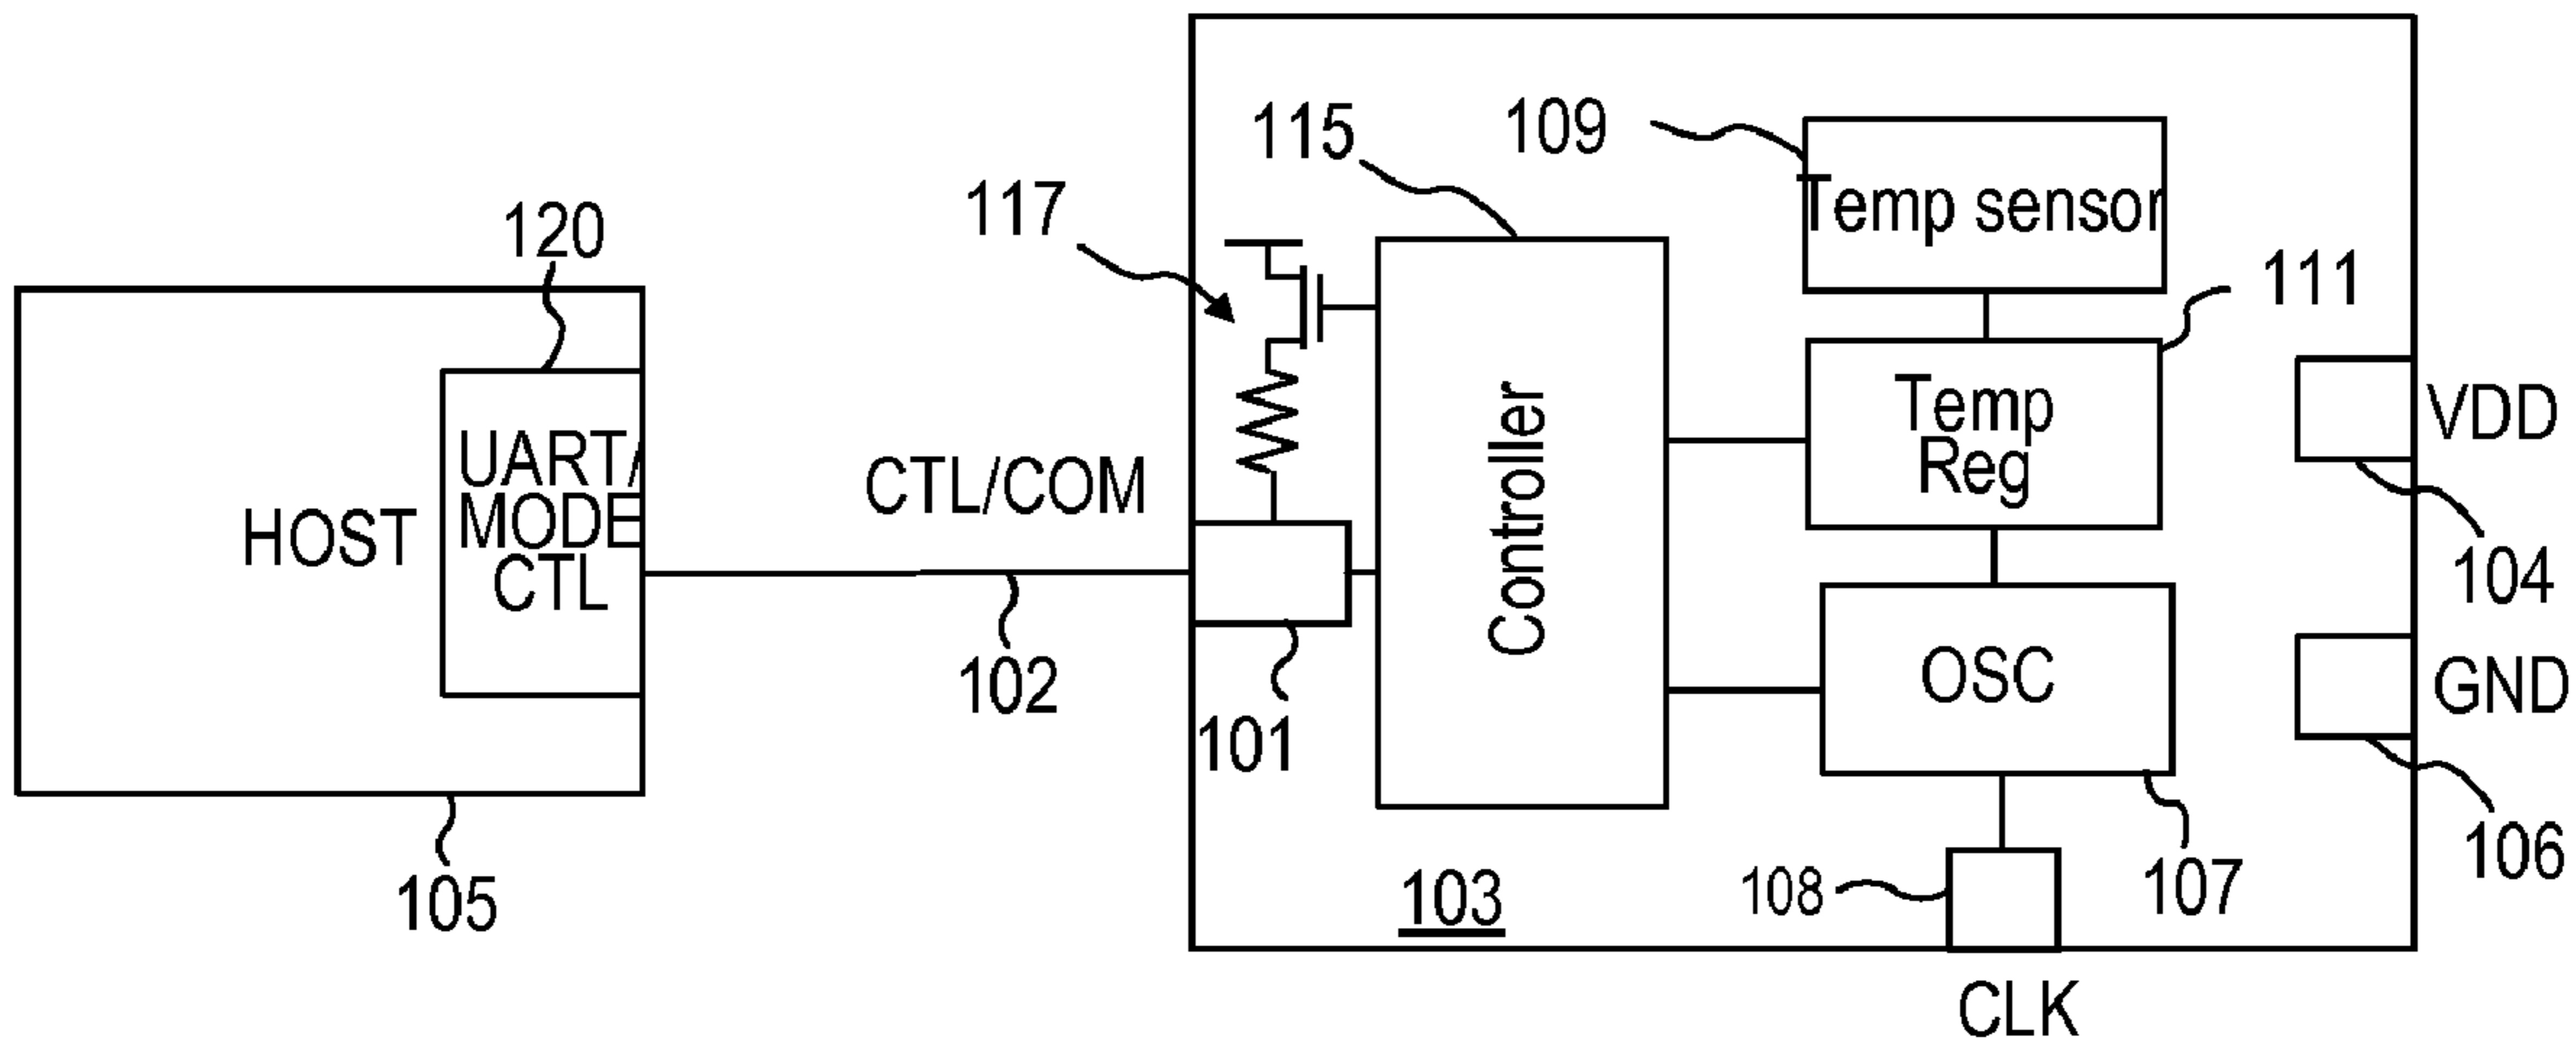 115
109
Temp sensor
117
120
111
UART/
MODE
CTL
HOST
CTL/COM
Controller
Temp
Reg
VDD
104
OSC
GND
102
101
106
105
103
108
107
CLK